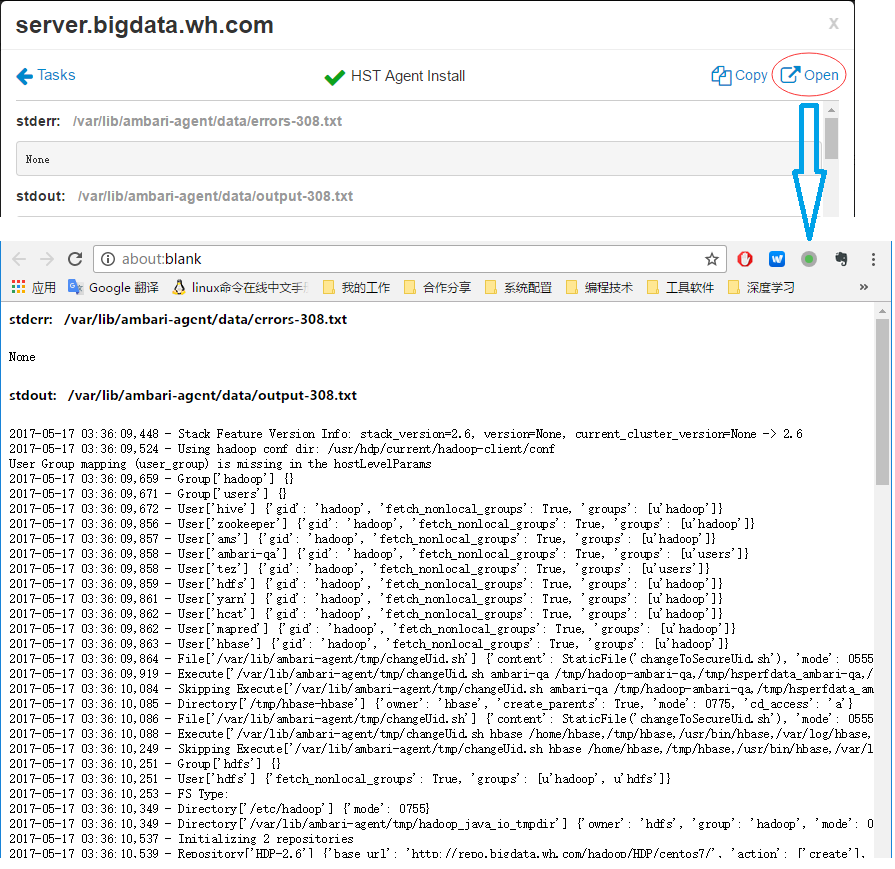 server.bigdata.wh.com
x
Tasks
HST Agent Install
Copy
Open
stderr: /var/lib/ambari-agent/data/errors-308.txt
None
stdout: /var/lib/ambari-agent/data/output-308.txt
about:blank
应用
Google 翻译
linux命令在线中文手
我的工作
合作分享
系统配置
编程技术
工具软件
深度学习
»
stderr: /var/lib/ambari-agent/data/errors-308.txt
None
stdout: /var/lib/ambari-agent/data/output-308.txt
2017-05-17 03:36:09,448 - Stack Feature Version Info: stack_version=2.6, version=None, current_cluster_version=None -> 2.6
2017-05-17 03:36:09,524 - Using hadoop conf dir: /usr/hdp/current/hadoop-client/conf
User Group mapping (user_group) is missing in the hostLevelParams
2017-05-17 03:36:09,659 - Group['hadoop'] {}
2017-05-17 03:36:09,671 - Group['users'] {}
2017-05-17 03:36:09,672 - User['hive'] {'gid': 'hadoop', 'fetch_nonlocal_groups': True, 'groups': [u'hadoop']}
2017-05-17 03:36:09,856 - User['zookeeper'] {'gid': 'hadoop', 'fetch_nonlocal_groups': True, 'groups': [u'hadoop']}
2017-05-17 03:36:09,857 - User['ams'] {'gid': 'hadoop', 'fetch_nonlocal_groups': True, 'groups': [u'hadoop']}
2017-05-17 03:36:09,858 - User['ambari-qa'] {'gid': 'hadoop', 'fetch_nonlocal_groups': True, 'groups': [u'users']}
2017-05-17 03:36:09,858 - User['tez'] {'gid': 'hadoop', 'fetch_nonlocal_groups': True, 'groups': [u'users']}
2017-05-17 03:36:09,859 - User['hdfs'] {'gid': 'hadoop', 'fetch_nonlocal_groups': True, 'groups': [u'hadoop']}
2017-05-17 03:36:09,861 - User['yarn'] {'gid': 'hadoop', 'fetch_nonlocal_groups': True, 'groups': [u'hadoop']}
2017-05-17 03:36:09,862 - User['hcat'] {'gid': 'hadoop', 'fetch_nonlocal_groups': True, 'groups': [u'hadoop']}
2017-05-17 03:36:09,862 - User['mapred'] {'gid': 'hadoop', 'fetch_nonlocal_groups': True, 'groups': [u'hadoop']}
2017-05-17 03:36:09,863 - User['hbase'] {'gid': 'hadoop', 'fetch_nonlocal_groups': True, 'groups': [u'hadoop']}
2017-05-17 03:36:09,864 - File['/var/lib/ambari-agent/tmp/changeUid.sh'] {'content': StaticFile('changeToSecureUid.sh'), 'mode': 0555
2017-05-17 03:36:09,919 - Execute['/var/lib/ambari-agent/tmp/changeUid.sh ambari-qa /tmp/hadoop-ambari-qa,/tmp/hsperfdata_ambari-qa,/
2017-05-17 03:36:10,084 - Skipping Execute['/var/lib/ambari-agent/tmp/changeUid.sh ambari-qa /tmp/hadoop-ambari-qa,/tmp/hsperfdata_am
2017-05-17 03:36:10,085 - Directory['/tmp/hbase-hbase'] {'owner': 'hbase', 'create_parents': True, 'mode': 0775, 'cd_access': 'a'}
2017-05-17 03:36:10,086 - File['/var/lib/ambari-agent/tmp/changeUid.sh'] {'content': StaticFile('changeToSecureUid.sh'), 'mode': 0555
2017-05-17 03:36:10,088 - Execute['/var/lib/ambari-agent/tmp/changeUid.sh hbase /home/hbase,/tmp/hbase,/usr/bin/hbase,/var/log/hbase,
2017-05-17 03:36:10,249 - Skipping Execute['/var/lib/ambari-agent/tmp/changeUid.sh hbase /home/hbase,/tmp/hbase,/usr/bin/hbase,/var/l
2017-05-17 03:36:10,251 - Group['hdfs'] {}
2017-05-17 03:36:10,251 - User['hdfs'] {'fetch_nonlocal_groups': True, 'groups': [u'hadoop', u'hdfs']}
2017-05-17 03:36:10,253 - FS Type:
2017-05-17 03:36:10,349 - Directory['/etc/hadoop'] {'mode': 0755}
2017-05-17 03:36:10,349 - Directory['/var/lib/ambari-agent/tmp/hadoop_java_io_tmpdir'] {'owner': 'hdfs', 'group': 'hadoop', 'mode': 0
2017-05-17 03:36:10,537 - Initializing 2 repositories
2017-05-17 03:36:10,539 - Repository['HDP-2.6'] {'base_url': 'http://repo.bigdata.wh.com/hadoop/HDP/centos7/', 'action': ['create'],